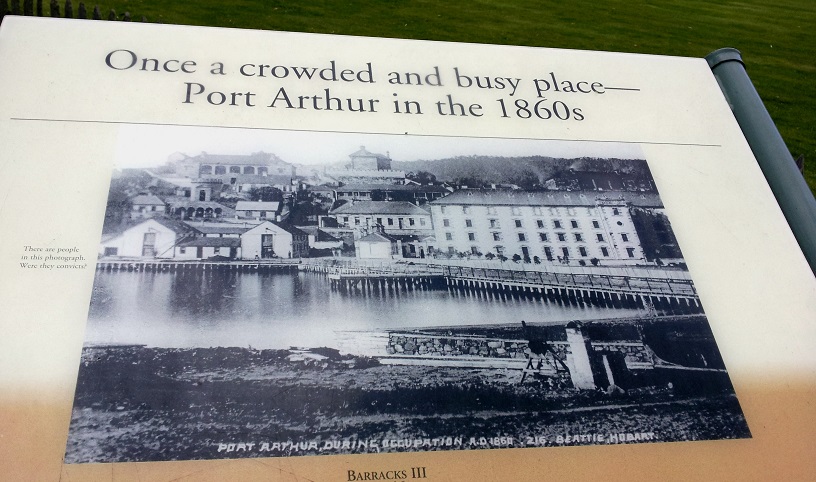 Once a crowded and busy place—
Port Arthur in the 1860s
There are people
in this photograph.
Were they convicts?
PORT ARTHUR, DURING OCCUPATION A.D. 1860. 216. BEATTIE, HOBART.
BARRACKS III